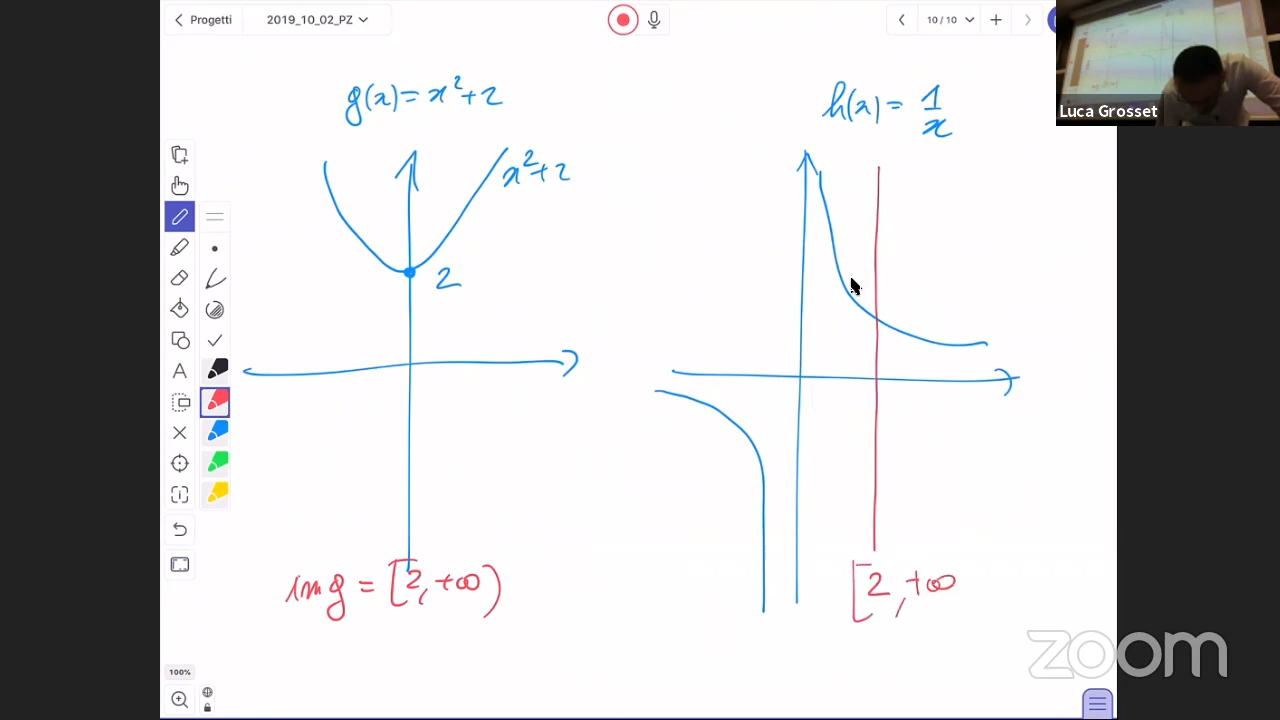 Progetti
2019_10_02_PZ
10/10
Luca Grosset
g(x)=x²+2
h(x)= 1/x
x²+2
2
A
im g = [2,+∞)
[2,+∞
100%
zoom